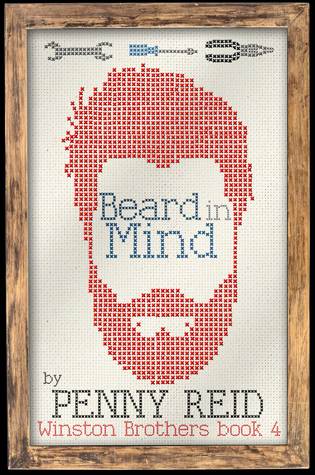 Beard in
Mind
by
PENNY REID
Winston Brothers book 4